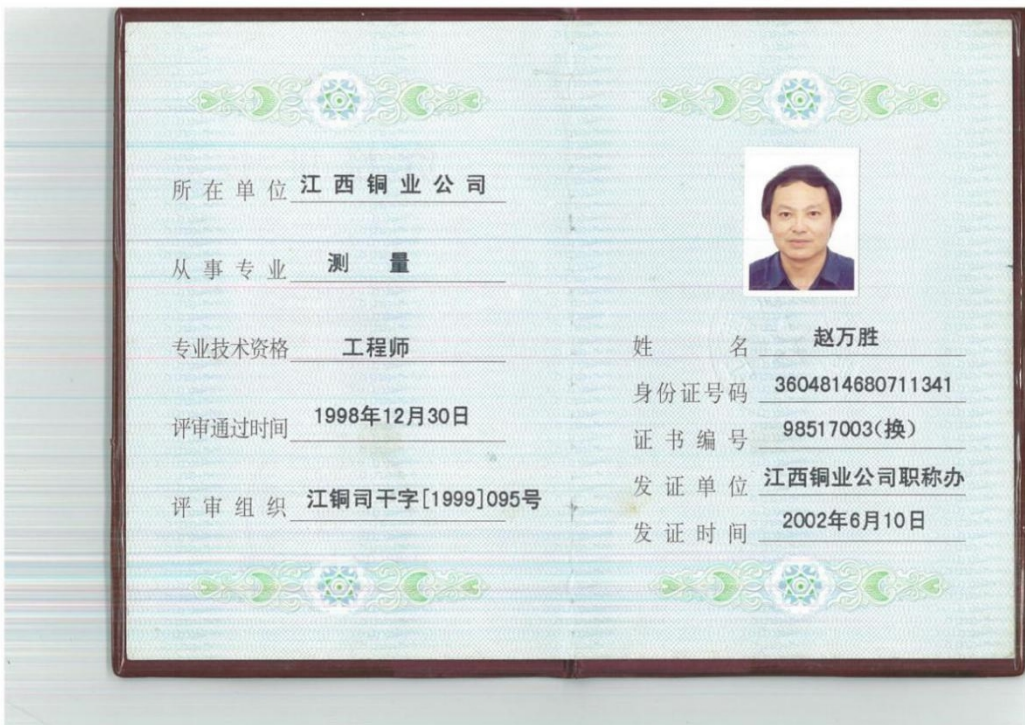 所在单位 江西铜业公司
从事专业 测 量
专业技术资格 工程师
评审通过时间 1998年12月30日
评审组织 江铜司干字[1999]095号
姓 名 赵万胜
身份证号码 3604814680711341
证书编号 98517003(换)
发证单位 江西铜业公司职称办
发证时间 2002年6月10日